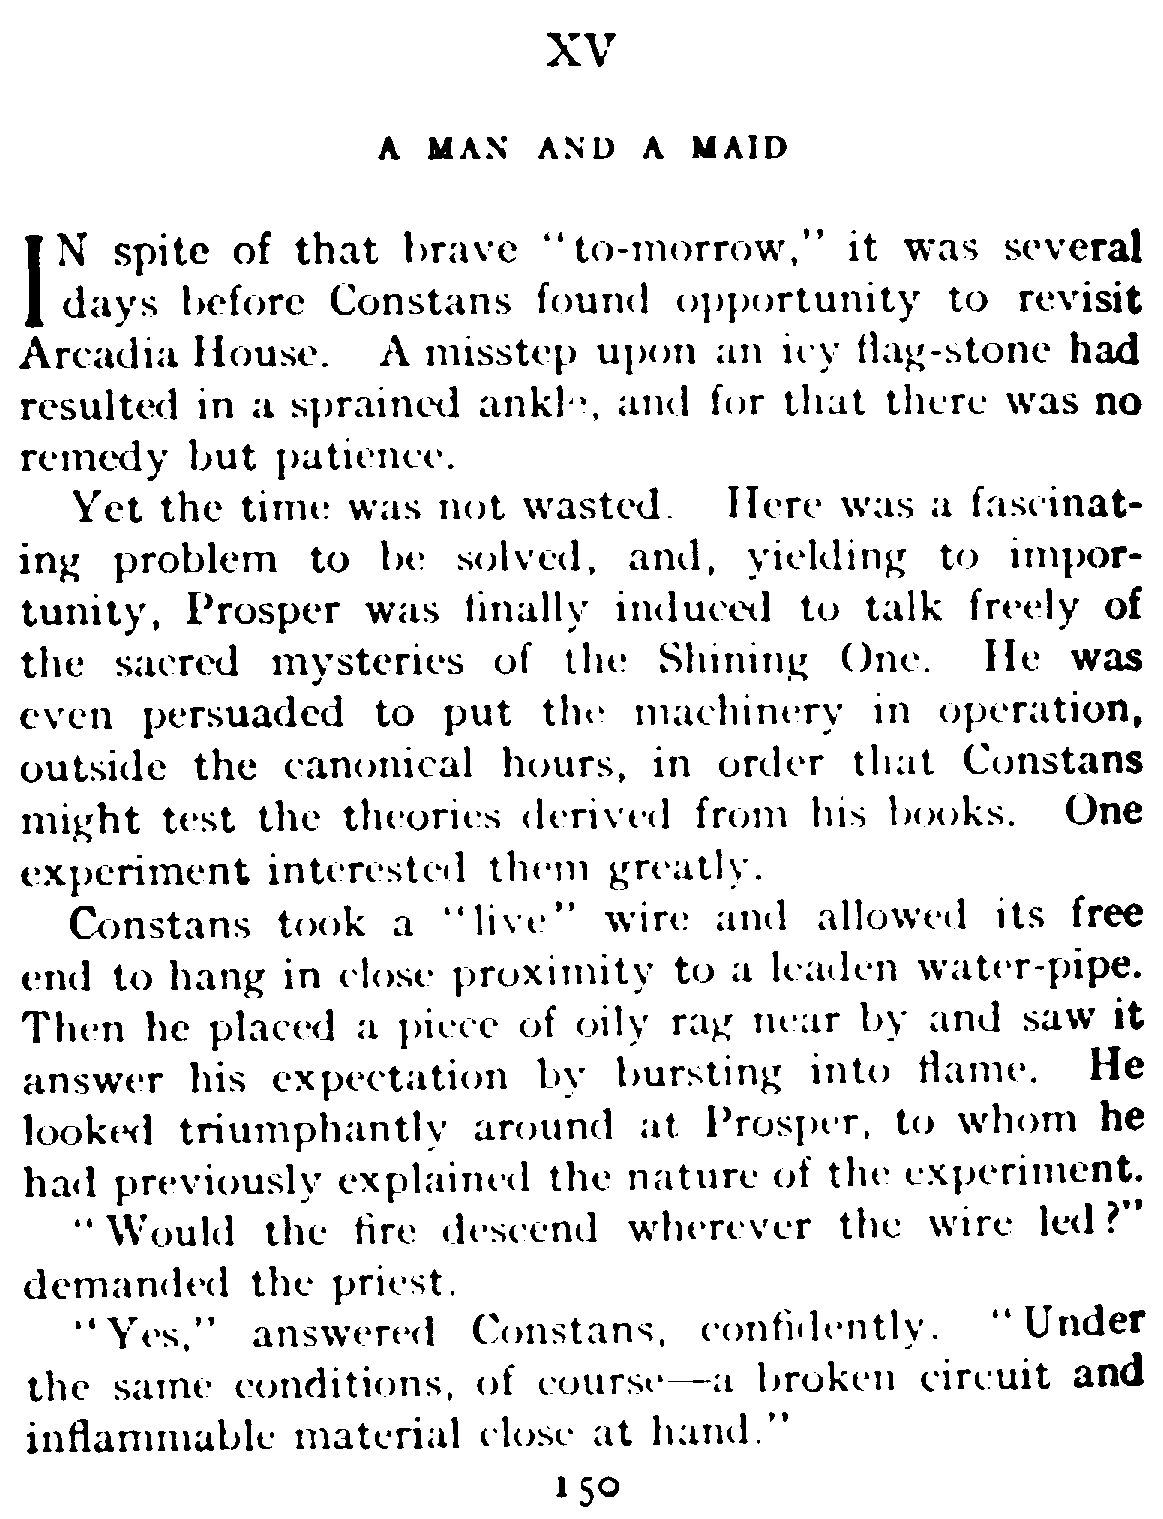 XV
A MAN AND A MAID
IN spite of that brave "to-morrow," it was several
days before Constans found opportunity to revisit
Arcadia House. A misstep upon an icy flag-stone had
resulted in a sprained ankle, and for that there was no
remedy but patience.
Yet the time was not wasted. Here was a fascinat-
ing problem to be solved, and, yielding to impor-
tunity, Prosper was finally induced to talk freely of
the sacred mysteries of the Shining One. He was
even persuaded to put the machinery in operation,
outside the canonical hours, in order that Constans
might test the theories derived from his books. One
experiment interested them greatly.
Constans took a "live" wire and allowed its free
end to hang in close proximity to a leaden water-pipe.
Then he placed a piece of oily rag near by and saw it
answer his expectation by bursting into flame. He
looked triumphantly around at Prosper, to whom he
had previously explained the nature of the experiment.
"Would the fire descend wherever the wire led?"
demanded the priest.
"Yes," answered Constans, confidently. "Under
the same conditions, of course—a broken circuit and
inflammable material close at hand."
150